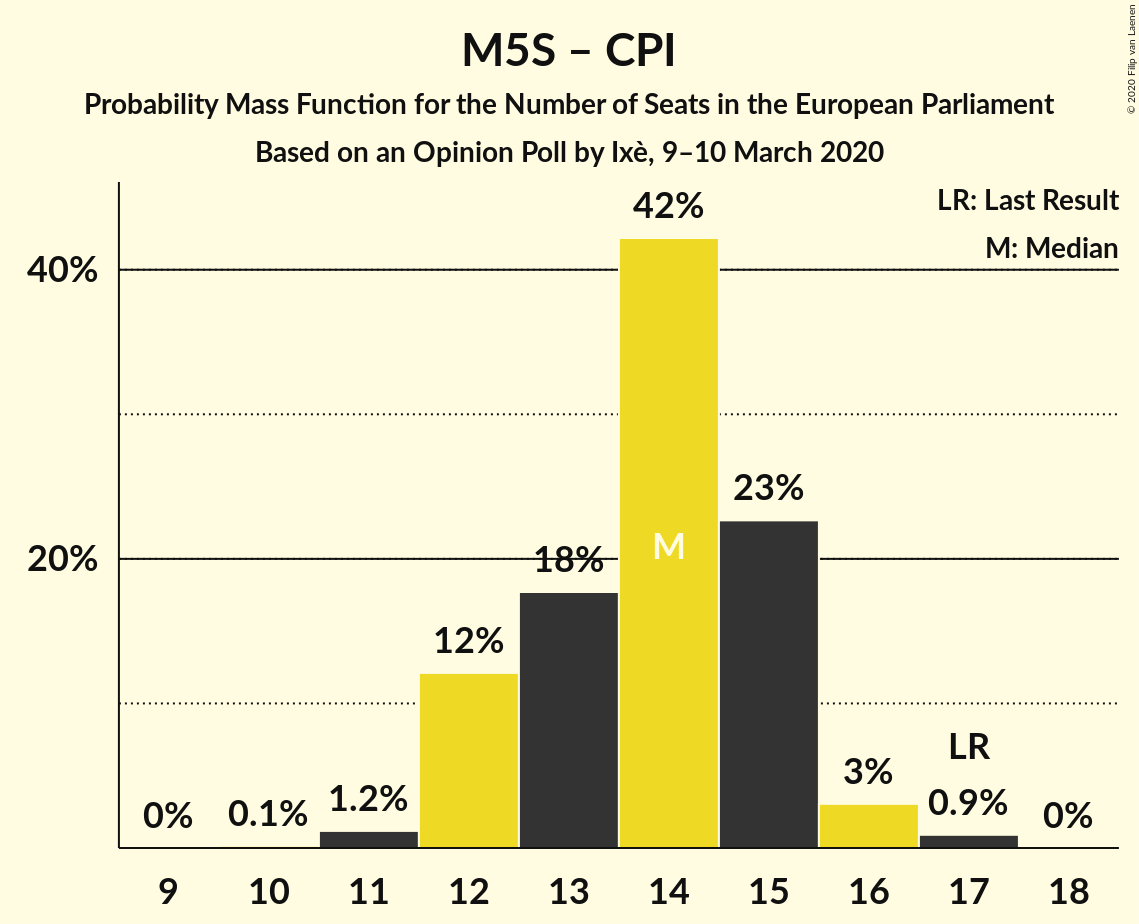 M5S – CPI
Probability Mass Function for the Number of Seats in the European Parliament
Based on an Opinion Poll by Ixè, 9–10 March 2020
© 2020 Filip van Laenen
LR: Last Result
M: Median
40%
20%
0%
0.1%
1.2%
12%
18%
42%
M
23%
3%
LR
0.9%
0%
9 10 11 12 13 14 15 16 17 18